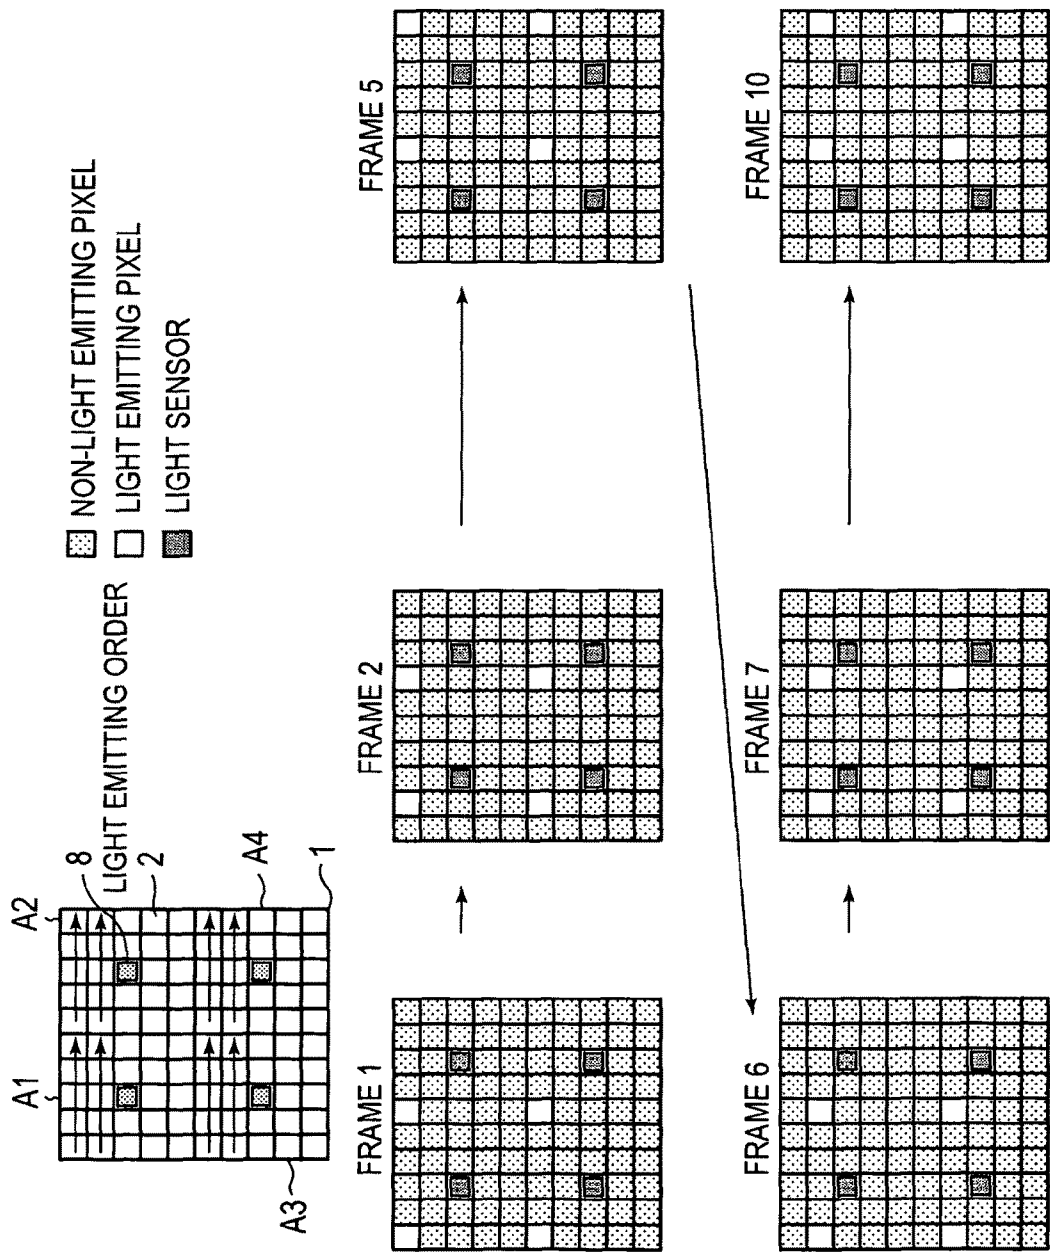 A1
A2
8
LIGHT EMITTING ORDER
2
A3
A4
1
NON-LIGHT EMITTING PIXEL
LIGHT EMITTING PIXEL
LIGHT SENSOR
FRAME 1
FRAME 2
FRAME 5
FRAME 6
FRAME 7
FRAME 10